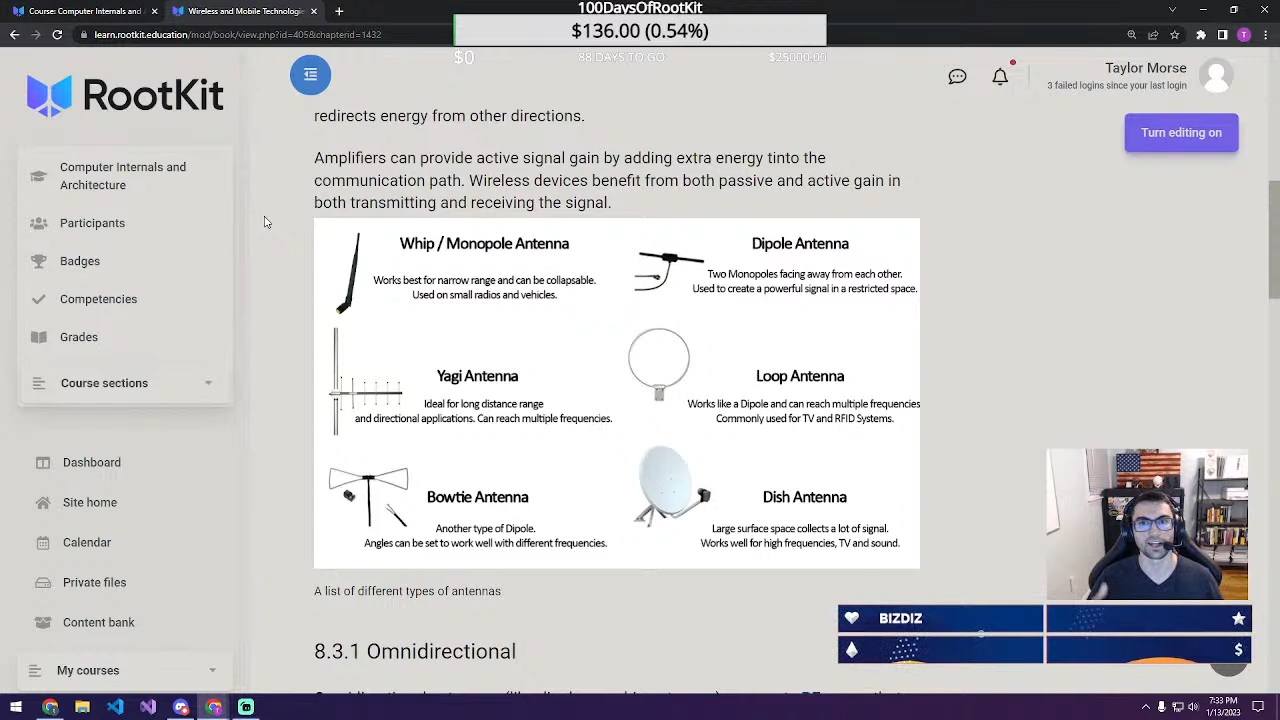 Course: Computer Internals and
Wireless and Mobile Technology
100DaysOfRootKit
learn.rootkit.education/mod/book/view.php?id=405&chapterid=132
$136.00 (0.54%)
$0
88 DAYS TO GO
$25000.00
RootKit
Taylor Morse
3 failed logins since your last login
Turn editing on
Computer Internals and
Architecture
Participants
Badges
Competencies
Grades
Course sections
Dashboard
Site home
Calendar
Private files
Content bank
My courses
redirects energy from other directions.
Amplifiers can provide active signal gain by adding extra energy tinto the
communication path. Wireless devices benefit from both passive and active gain in
both transmitting and receiving the signal.
Whip / Monopole Antenna
Works best for narrow range and can be collapsable.
Used on small radios and vehicles.
Dipole Antenna
Two Monopoles facing away from each other.
Used to create a powerful signal in a restricted space.
Yagi Antenna
Ideal for long distance range
and directional applications. Can reach multiple frequencies.
Loop Antenna
Works like a Dipole and can reach multiple frequencies
Commonly used for TV and RFID Systems.
Bowtie Antenna
Another type of Dipole.
Angles can be set to work well with different frequencies.
Dish Antenna
Large surface space collects a lot of signal.
Works well for high frequencies, TV and sound.
A list of different types of antennas
8.3.1 Omnidirectional
BIZDIZ
$
7:33 PM
1/13/2023